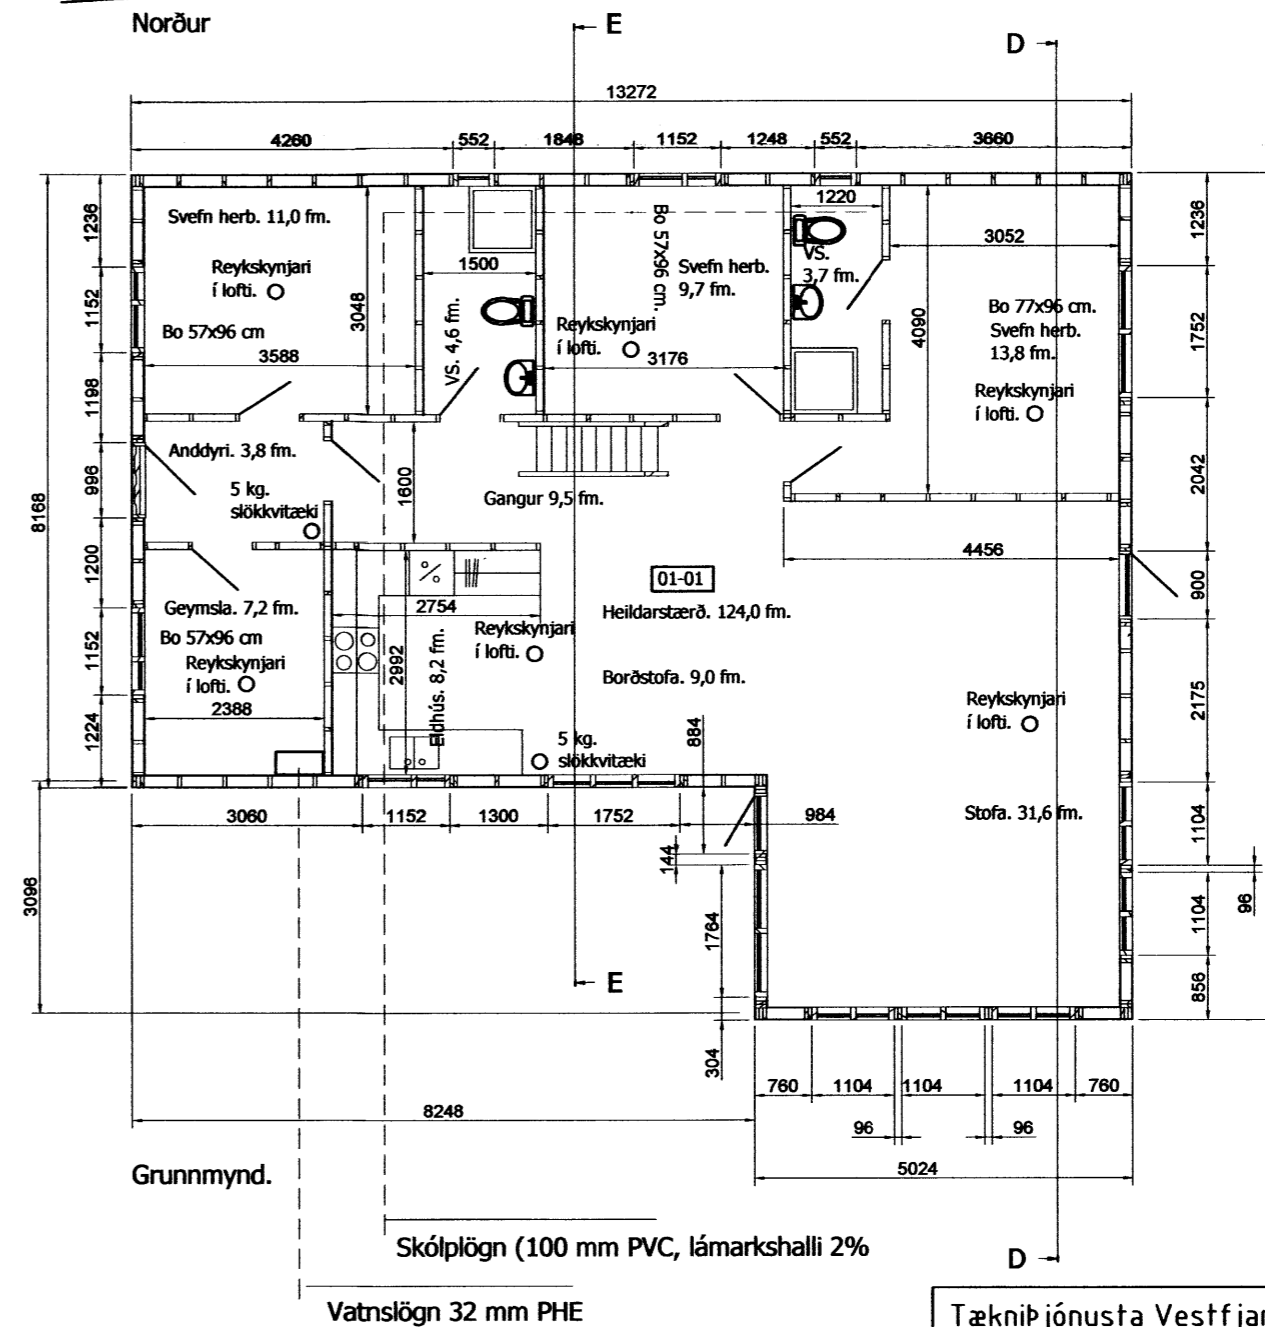 Norður
E
D
13272
4260
552
1848
1152
1248
552
3660
8168
1236
1152
1198
996
1200
1152
1224
3096
Svefn herb. 11,0 fm.
Reykskynjari
í lofti.
Bo 57x96 cm
3588
3048
1500
VS. 4,6 fm.
Bo 57x96 cm.
Svefn herb.
9,7 fm.
Reykskynjari
í lofti.
3176
1220
VS.
3,7 fm.
3052
4090
Bo 77x96 cm.
Svefn herb.
13,8 fm.
Reykskynjari
í lofti.
1236
1752
2042
900
2175
1104
96
1104
856
Anddyri. 3,8 fm.
5 kg.
slökkvitæki
1600
Gangur 9,5 fm.
4456
01-01
Heildarstærð. 124,0 fm.
Geymsla. 7,2 fm.
Bo 57x96 cm
Reykskynjari
í lofti.
2388
2754
2992
Eldhús. 8,2 fm.
Reykskynjari
í lofti.
Borðstofa. 9,0 fm.
5 kg.
slökkvitæki
884
Reykskynjari
í lofti.
Stofa. 31,6 fm.
3060
1152
1300
1752
984
144
1764
304
E
760
1104
1104
1104
760
96
96
8248
5024
Grunnmynd.
Skólplögn (100 mm PVC, lámarkshalli 2%
D
Vatnslögn 32 mm PHE
Tækniþjónusta Vestfjar